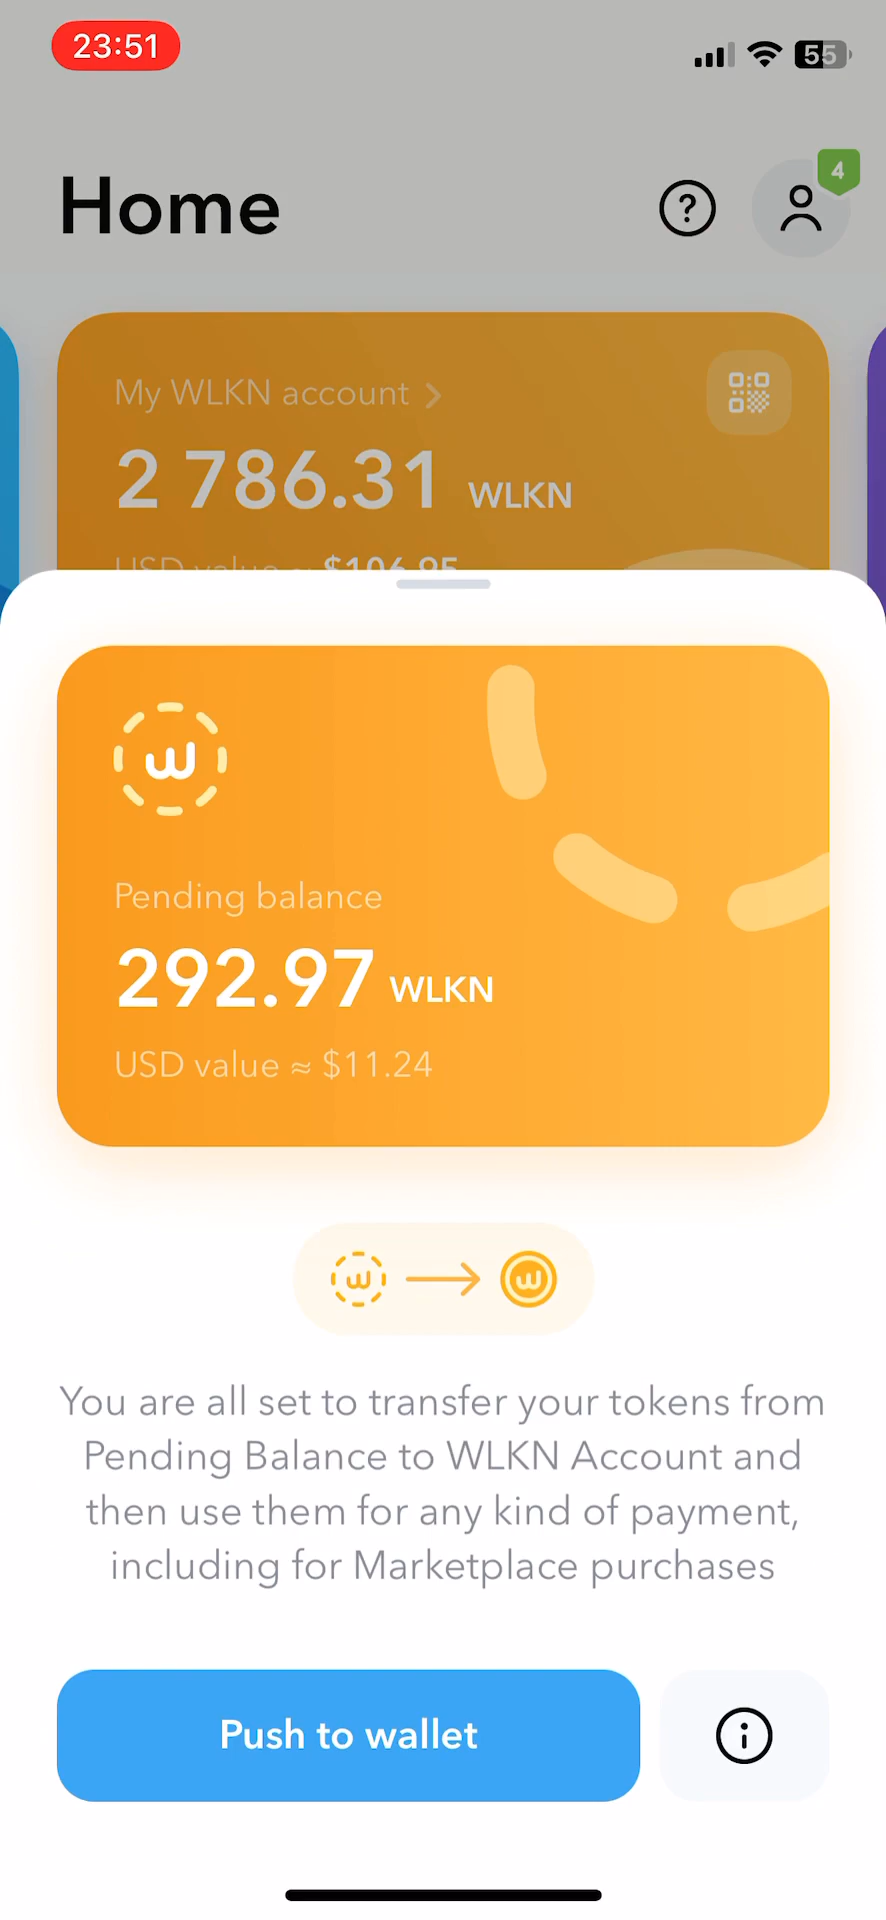 23:51
55
Home
?
4
My WLKN account
2 786.31 WLKN
USD value ≈ $106.95
Pending balance
292.97 WLKN
USD value ≈ $11.24
You are all set to transfer your tokens from
Pending Balance to WLKN Account and
then use them for any kind of payment,
including for Marketplace purchases
Push to wallet